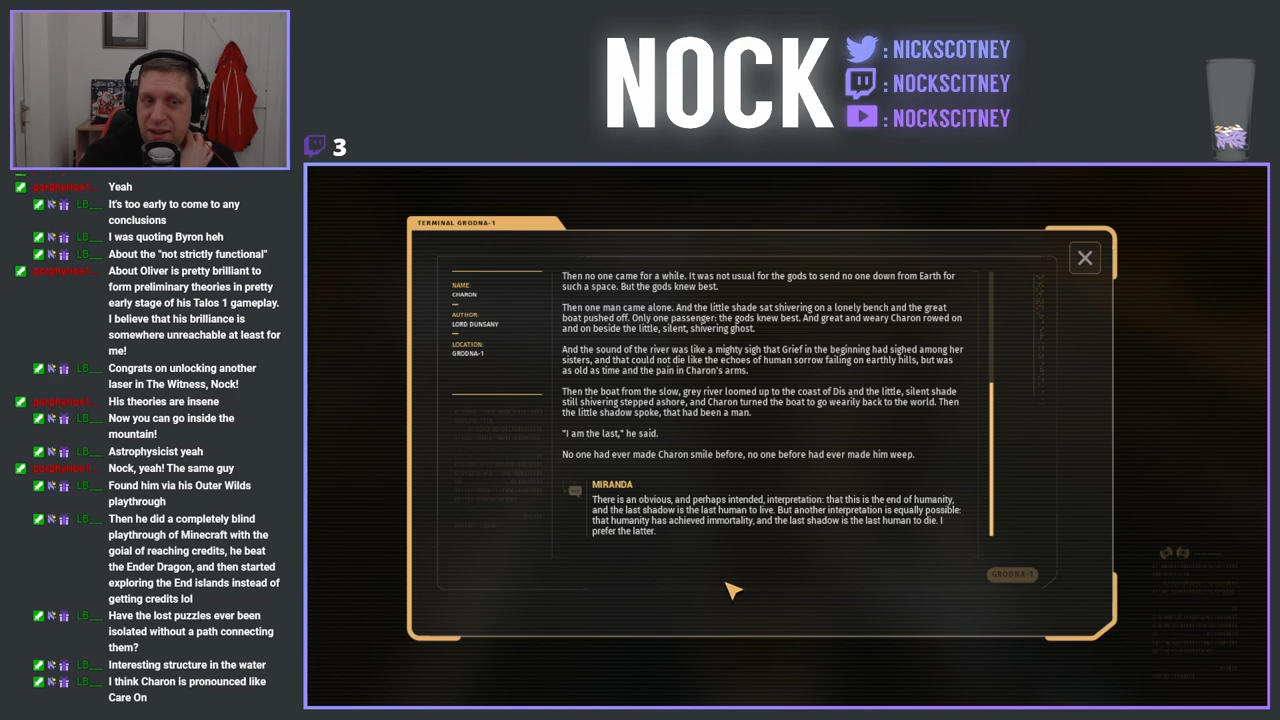 NOCK
: NICKSCOTNEY
: NOCKSCITNEY
: NOCKSCITNEY
3
Yeah
LB__ It's too early to come to any
conclusions
LB__ I was quoting Byron heh
LB__ About the "not strictly functional"
About Oliver is pretty brilliant to
form preliminary theories in pretty
early stage of his Talos 1 gameplay.
I believe that his brilliance is
somewhere unreachable at least for
me!
LB__ Congrats on unlocking another
laser in The Witness, Nock!
His theories are insene
LB__ Now you can go inside the
mountain!
LB__ Astrophysicist yeah
Nock, yeah! The same guy
LB__ Found him via his Outer Wilds
playthrough
LB__ Then he did a completely blind
playthrough of Minecraft with the
goial of reaching credits, he beat
the Ender Dragon, and then started
exploring the End islands instead of
getting credits lol
LB__ Have the lost puzzles ever been
isolated without a path connecting
them?
LB__ Interesting structure in the water
LB__ I think Charon is pronounced like
Care On
TERMINAL GRODNA-1
NAME:
CHARON
AUTHOR:
LORD DUNSANY
LOCATION:
GRODNA-1
Then no one came for a while. It was not usual for the gods to send no one down from Earth for
such a space. But the gods knew best.
Then one man came alone. And the little shade sat shivering on a lonely bench and the great
boat pushed off. Only one passenger: the gods knew best. And great and weary Charon rowed on
and on beside the little, silent, shivering ghost.
And the sound of the river was like a mighty sigh that Grief in the beginning had sighed among her
sisters, and that could not die like the echoes of human sorrow failing on earthly hills, but was
as old as time and the pain in Charon's arms.
Then the boat from the slow, grey river loomed up to the coast of Dis and the little, silent shade
still shivering stepped ashore, and Charon turned the boat to go wearily back to the world. Then
the little shadow spoke, that had been a man.
"I am the last," he said.
No one had ever made Charon smile before, no one before had ever made him weep.
MIRANDA
There is an obvious, and perhaps intended, interpretation: that this is the end of humanity,
and the last shadow is the last human to live. But another interpretation is equally possible:
that humanity has achieved immortality, and the last shadow is the last human to die. I
prefer the latter.
GRODNA-1